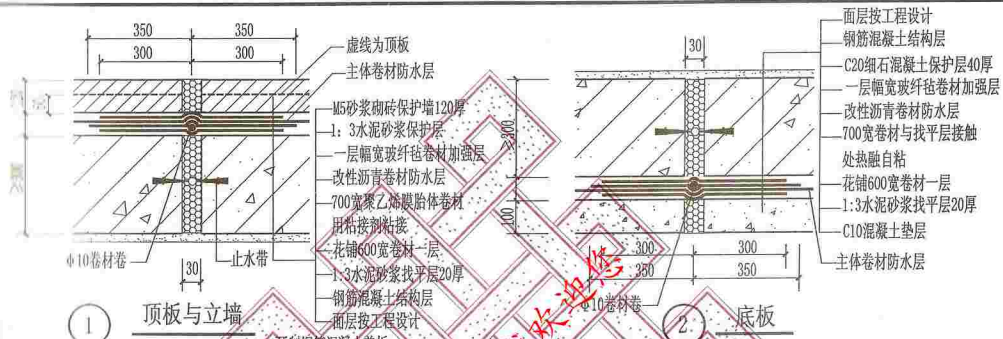 350
350
300
300
虚线为顶板
主体卷材防水层
M5砂浆砌砖保护墙120厚
1：3水泥砂浆保护层
一层幅宽玻纤毡卷材加强层
改性沥青卷材防水层
700宽聚乙烯膜胎体卷材
用粘接剂粘接
花铺600宽卷材一层
1:3水泥砂浆找平层20厚
钢筋混凝土结构层
面层按工程设计
φ10卷材卷
30
止水带
1
顶板与立墙
30
≥300
100
面层按工程设计
钢筋混凝土结构层
C20细石混凝土保护层40厚
一层幅宽玻纤毡卷材加强层
改性沥青卷材防水层
700宽卷材与找平层接触
处热融自粘
花铺600宽卷材一层
1:3水泥砂浆找平层20厚
C10混凝土垫层
主体卷材防水层
300
300
350
350
φ10卷材卷
2
底板
欢迎您